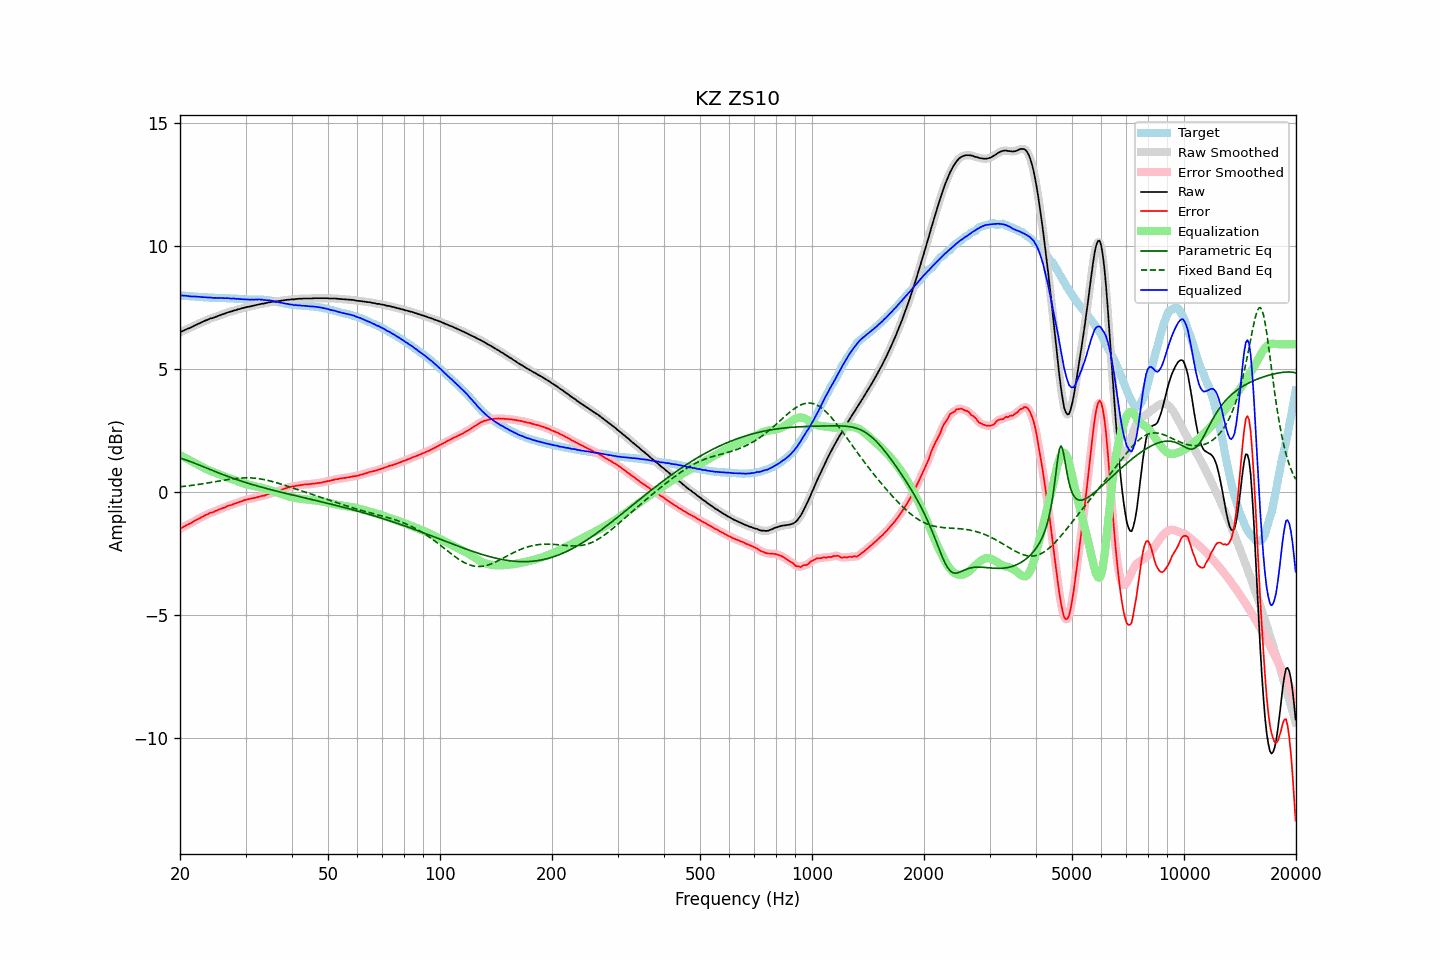 KZ ZS10
Amplitude (dBr)
15
10
5
0
−5
−10
Target
Raw Smoothed
Error Smoothed
Raw
Error
Equalization
Parametric Eq
Fixed Band Eq
Equalized
20 50 100 200 500 1000 2000 5000 10000 20000
Frequency (Hz)